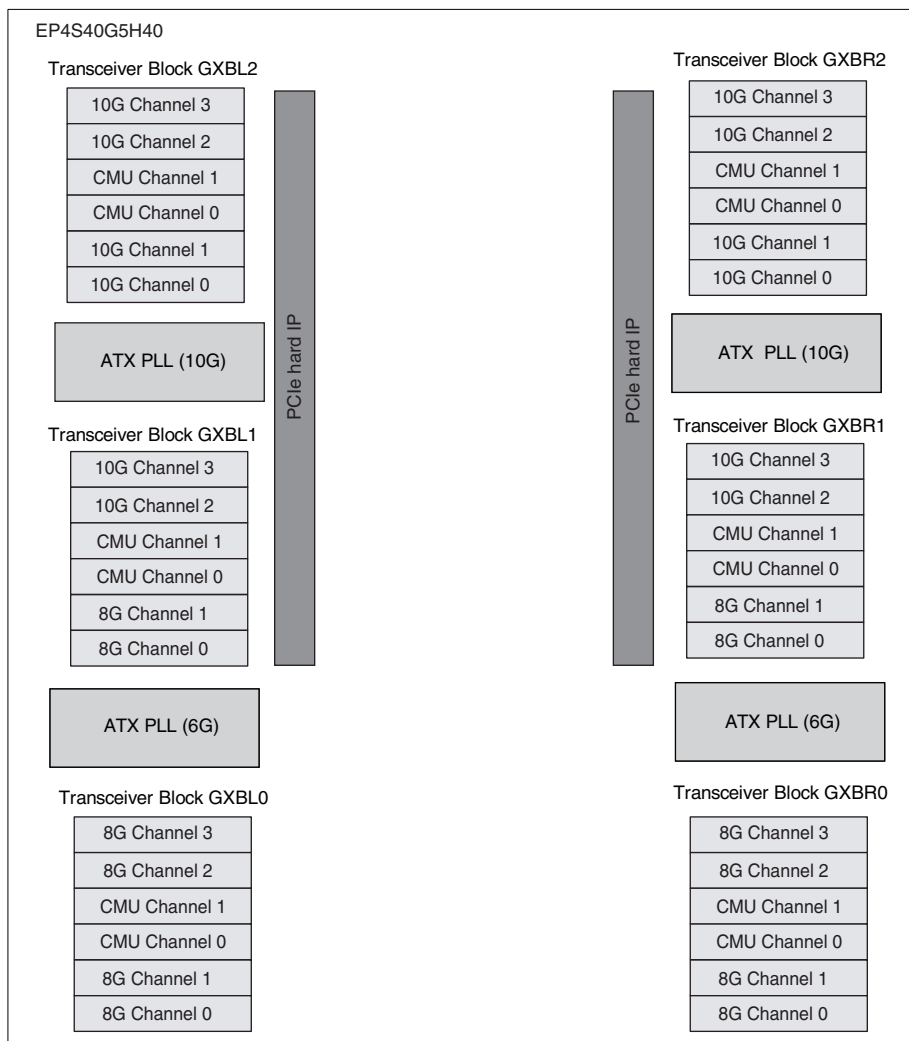 EP4S40G5H40
Transceiver Block GXBL2
10G Channel 3
10G Channel 2
CMU Channel 1
CMU Channel 0
10G Channel 1
10G Channel 0
ATX PLL (10G)
Transceiver Block GXBL1
10G Channel 3
10G Channel 2
CMU Channel 1
CMU Channel 0
8G Channel 1
8G Channel 0
ATX PLL (6G)
Transceiver Block GXBL0
8G Channel 3
8G Channel 2
CMU Channel 1
CMU Channel 0
8G Channel 1
8G Channel 0
PCIe hard IP
PCIe hard IP
Transceiver Block GXBR2
10G Channel 3
10G Channel 2
CMU Channel 1
CMU Channel 0
10G Channel 1
10G Channel 0
ATX PLL (10G)
Transceiver Block GXBR1
10G Channel 3
10G Channel 2
CMU Channel 1
CMU Channel 0
8G Channel 1
8G Channel 0
ATX PLL (6G)
Transceiver Block GXBR0
8G Channel 3
8G Channel 2
CMU Channel 1
CMU Channel 0
8G Channel 1
8G Channel 0